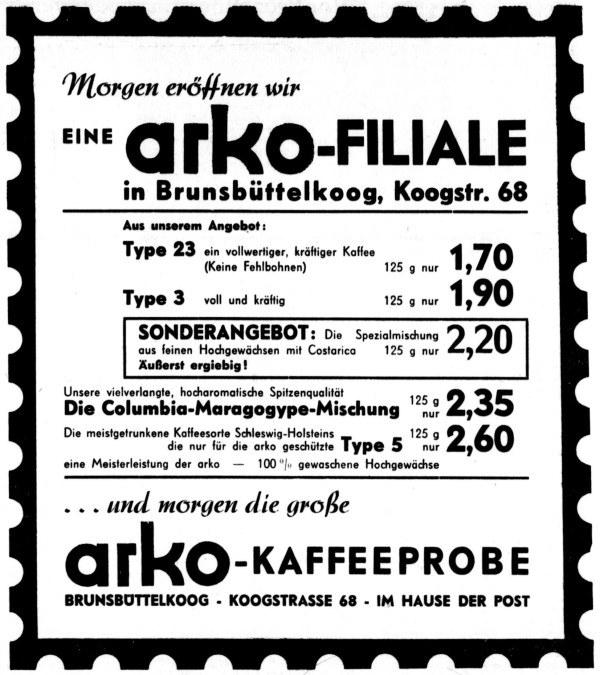 Morgen eröffnen wir
EINE arko-FILIALE
in Brunsbüttelkoog, Koogstr. 68
Aus unserem Angebot:
Type 23 ein vollwertiger, kräftiger Kaffee
(Keine Fehlbohnen) 125 g nur 1,70
Type 3 voll und kräftig 125 g nur 1,90
SONDERANGEBOT: Die Spezialmischung
aus feinen Hochgewächsen mit Costarica 125 g nur 2,20
Äußerst ergiebig!
Unsere vielverlangte, hocharomatische Spitzenqualität
Die Columbia-Maragogype-Mischung 125 g nur 2,35
Die meistgetrunkene Kaffeesorte Schleswig-Holsteins
die nur für die arko geschützte Type 5 125 g nur 2,60
eine Meisterleistung der arko — 100 % gewaschene Hochgewächse
. . . und morgen die große
arko-KAFFEEPROBE
BRUNSBÜTTELKOOG - KOOGSTRASSE 68 - IM HAUSE DER POST